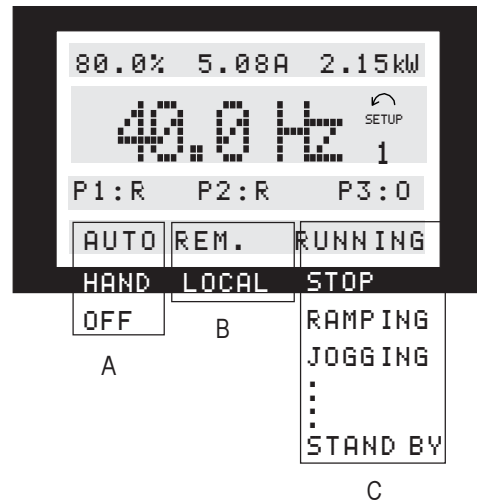 80.0% 5.08A 2.15kW
40.0 Hz SETUP 1
P1:R P2:R P3:O
AUTO REM. RUNNING
HAND LOCAL STOP
OFF RAMPING
JOGGING
STAND BY
A B C